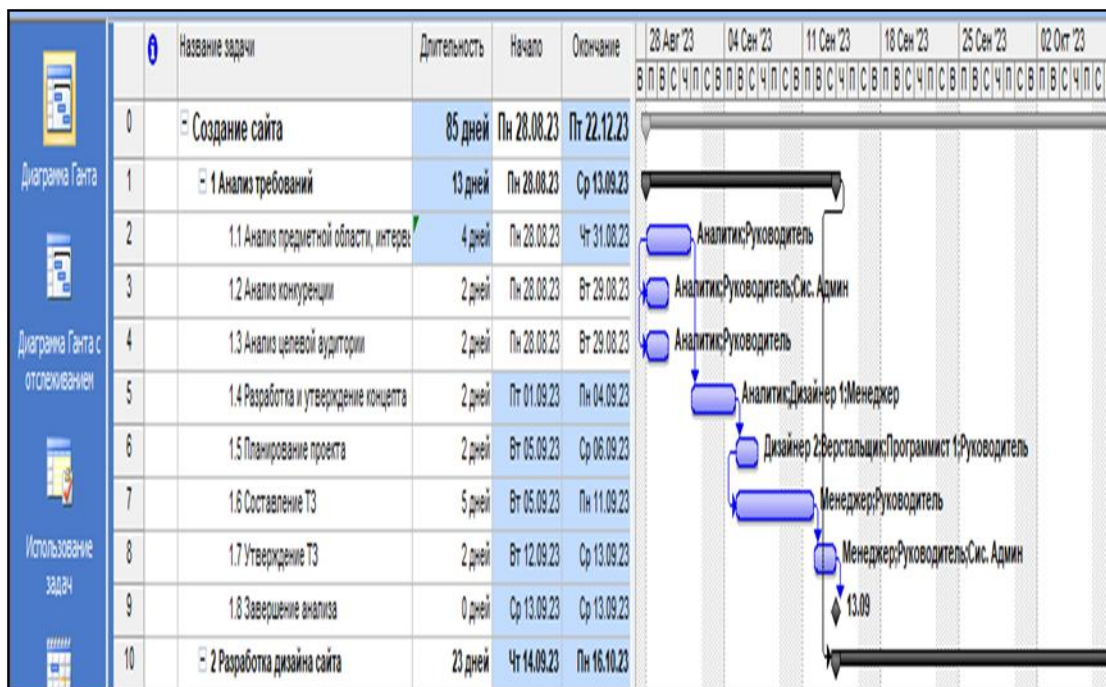 Название задачи Длительность Начало Окончание 28 Авг '23 04 Сен '23 11 Сен '23 18 Сен '23 25 Сен '23 02 Окт '23
В П В С Ч П С В П В С Ч П С В П В С Ч П С В П В С Ч П С В П В С Ч П С В П В С Ч П С
Диаграмма Ганта
Диаграмма Ганта с
отслеживанием
Использование
задач
0 Создание сайта 85 дней Пн 28.08.23 Пт 22.12.23
1 1 Анализ требований 13 дней Пн 28.08.23 Ср 13.09.23
2 1.1 Анализ предметной области, интервь 4 дней Пн 28.08.23 Чт 31.08.23 Аналитик;Руководитель
3 1.2 Анализ конкуренции 2 дней Пн 28.08.23 Вт 29.08.23 Аналитик;Руководитель;Сис. Админ
4 1.3 Анализ целевой аудитории 2 дней Пн 28.08.23 Вт 29.08.23 Аналитик;Руководитель
5 1.4 Разработка и утверждение концепта 2 дней Пт 01.09.23 Пн 04.09.23 Аналитик;Дизайнер 1;Менеджер
6 1.5 Планирование проекта 2 дней Вт 05.09.23 Ср 06.09.23 Дизайнер 2;Верстальщик;Программист 1;Руководитель
7 1.6 Составление ТЗ 5 дней Вт 05.09.23 Пн 11.09.23 Менеджер;Руководитель
8 1.7 Утверждение ТЗ 2 дней Вт 12.09.23 Ср 13.09.23 Менеджер;Руководитель;Сис. Админ
9 1.8 Завершение анализа 0 дней Ср 13.09.23 Ср 13.09.23 13.09
10 2 Разработка дизайна сайта 23 дней Чт 14.09.23 Пн 16.10.23